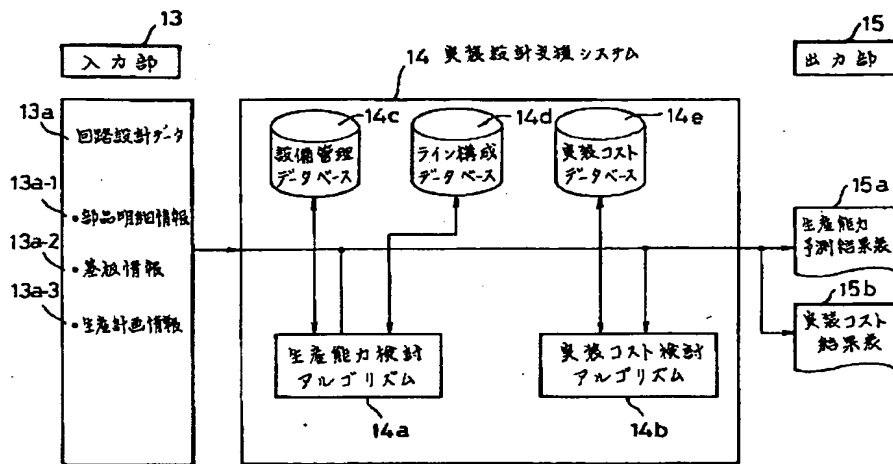 13
入力部
14 実装設計支援システム
15
出力部
13a
回路設計データ
13a-1
•部品明細情報
13a-2
•基板情報
13a-3
•生産計画情報
14c
設備管理
データベース
14d
ライン構成
データベース
14e
実装コスト
データベース
生産能力検討
アルゴリズム
14a
実装コスト検討
アルゴリズム
14b
15a
生産能力
予測結果表
15b
実装コスト
結果表